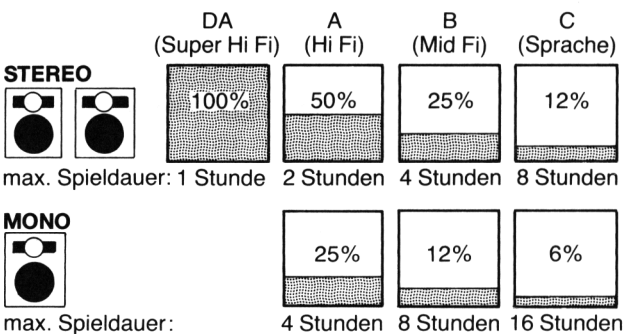 DA A B C
(Super Hi Fi) (Hi Fi) (Mid Fi) (Sprache)
STEREO
100% 50% 25% 12%
max. Spieldauer: 1 Stunde 2 Stunden 4 Stunden 8 Stunden
MONO
25% 12% 6%
max. Spieldauer: 4 Stunden 8 Stunden 16 Stunden